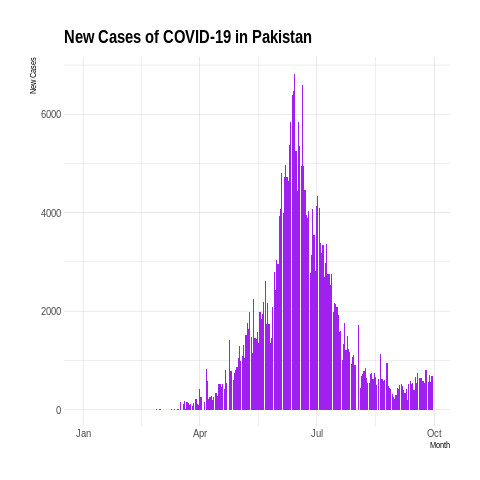 New Cases of COVID-19 in Pakistan
New Cases
6000
4000
2000
0
Jan Apr Jul Oct
Month